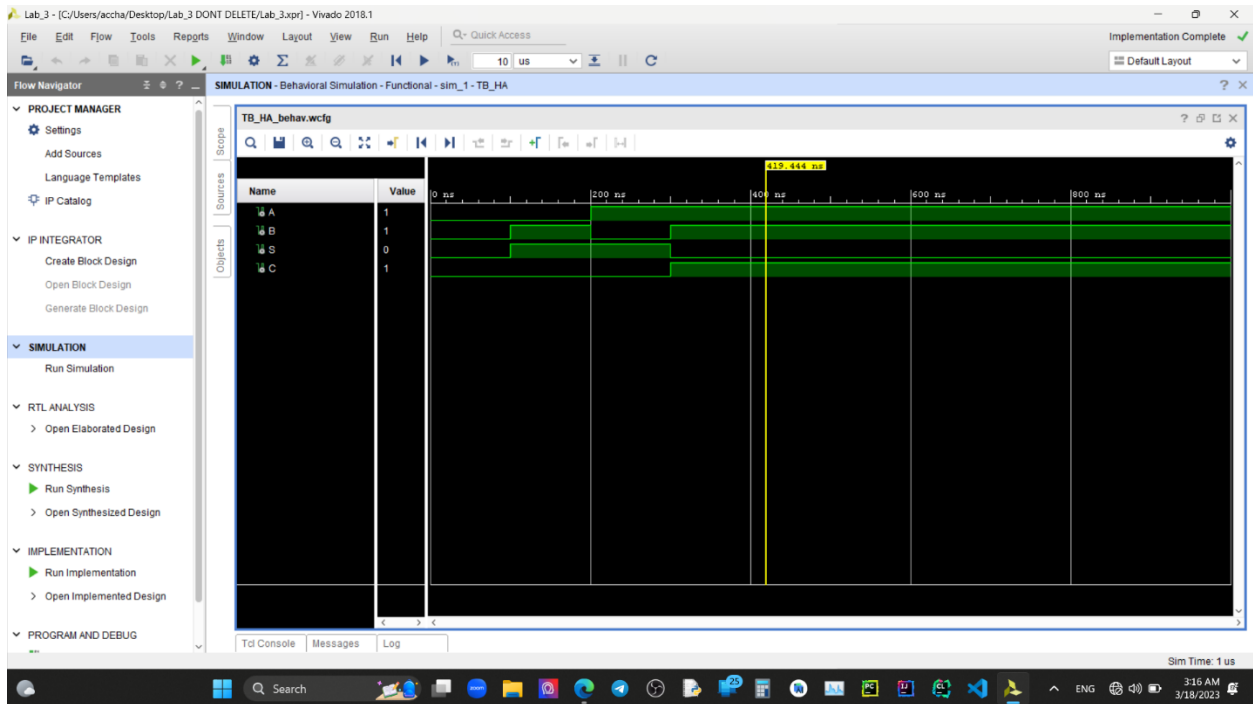 Lab_3 - [C:/Users/accha/Desktop/Lab_3 DONT DELETE/Lab_3.xpr] - Vivado 2018.1
File Edit Flow Tools Reports Window Layout View Run Help Quick Access
Implementation Complete
10 us
Default Layout
Flow Navigator
SIMULATION - Behavioral Simulation - Functional - sim_1 - TB_HA
PROJECT MANAGER
Settings
Add Sources
Language Templates
IP Catalog
IP INTEGRATOR
Create Block Design
Open Block Design
Generate Block Design
SIMULATION
Run Simulation
RTL ANALYSIS
Open Elaborated Design
SYNTHESIS
Run Synthesis
Open Synthesized Design
IMPLEMENTATION
Run Implementation
Open Implemented Design
PROGRAM AND DEBUG
Scope
Sources
Objects
TB_HA_behav.wcfg
419.444 ns
Name Value 0 ns 200 ns 400 ns 600 ns 800 ns
A 1
B 1
S 0
C 1
Tcl Console Messages Log
Sim Time: 1 us
Search
zoom
25
PC
IJ
CL
ENG
3:16 AM
3/18/2023